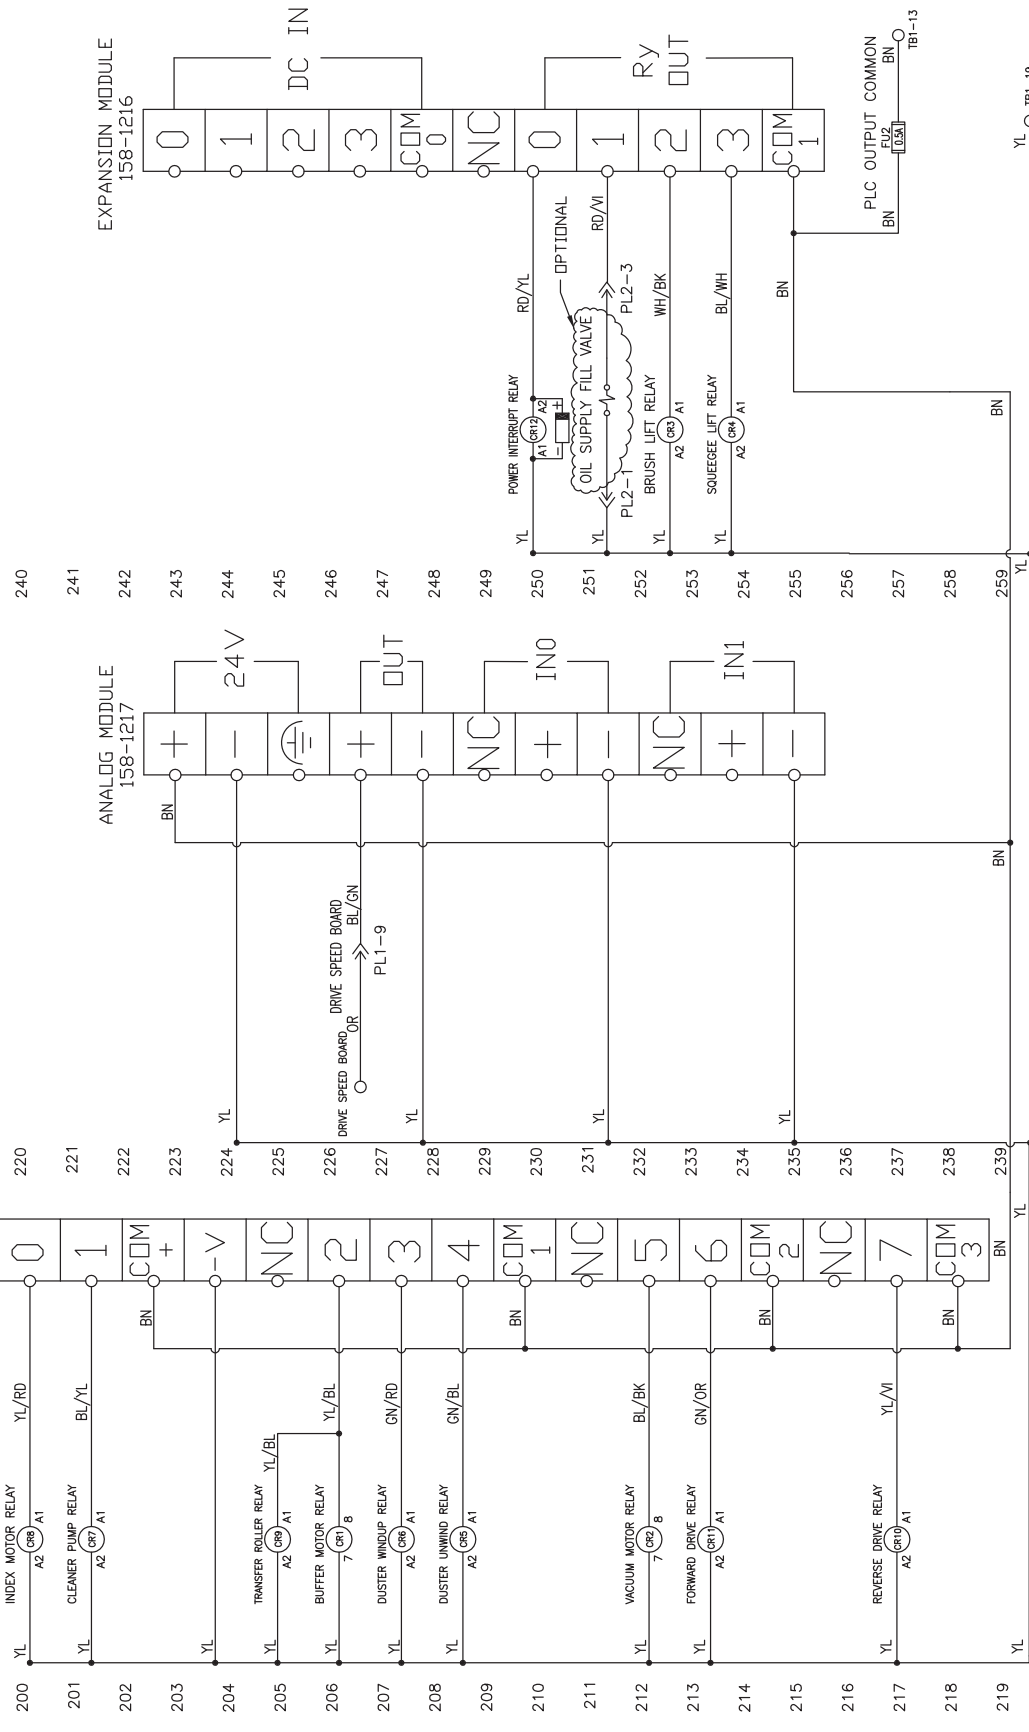 200
201
202
203
204
205
206
207
208
209
210
211
212
213
214
215
216
217
218
219
INDEX MOTOR RELAY
YL A2 CR8 A1 YL/RD 0
CLEANER PUMP RELAY
YL A2 CR7 A1 BL/YL 1
BN COM +
YL -V
NC
TRANSFER ROLLER RELAY
YL A2 CR9 A1 YL/BL
BUFFER MOTOR RELAY
YL 7 CR1 8 YL/BL 2
DUSTER WINDUP RELAY
YL A2 CR6 A1 GN/RD 3
DUSTER UNWIND RELAY
YL A2 CR5 A1 GN/BL 4
BN COM 1
NC
VACUUM MOTOR RELAY
YL 7 CR2 8 BL/BK 5
FORWARD DRIVE RELAY
YL A2 CR11 A1 GN/OR 6
BN COM 2
NC
REVERSE DRIVE RELAY
YL A2 CR10 A1 YL/VI 7
BN COM 3
YL BN YL
220
221
222
223
224
225
226
227
228
229
230
231
232
233
234
235
236
237
238
239
ANALOG MODULE
158-1217
BN +
YL -
24V
DRIVE SPEED BOARD
DRIVE SPEED BOARD
OR BL/GN +
PL1-9
YL -
OUT
NC
+
YL -
IN0
NC
+
YL -
IN1
BN
YL
240
241
242
243
244
245
246
247
248
249
250
251
252
253
254
255
256
257
258
259
EXPANSION MODULE
158-1216
0
1
2
3
COM 0
DC IN
NC
POWER INTERRUPT RELAY
YL A1 CR12 A2 RD/YL 0
- +
OPTIONAL
OIL SUPPLY FILL VALVE
YL RD/VI 1
PL2-1 PL2-3
BRUSH LIFT RELAY
YL A2 CR3 A1 WH/BK 2
SQUEEGEE LIFT RELAY
YL A2 CR4 A1 BL/WH 3
BN COM 1
Ry OUT
PLC OUTPUT COMMON
BN FU2 0.5A BN
TB1-13
BN
YL